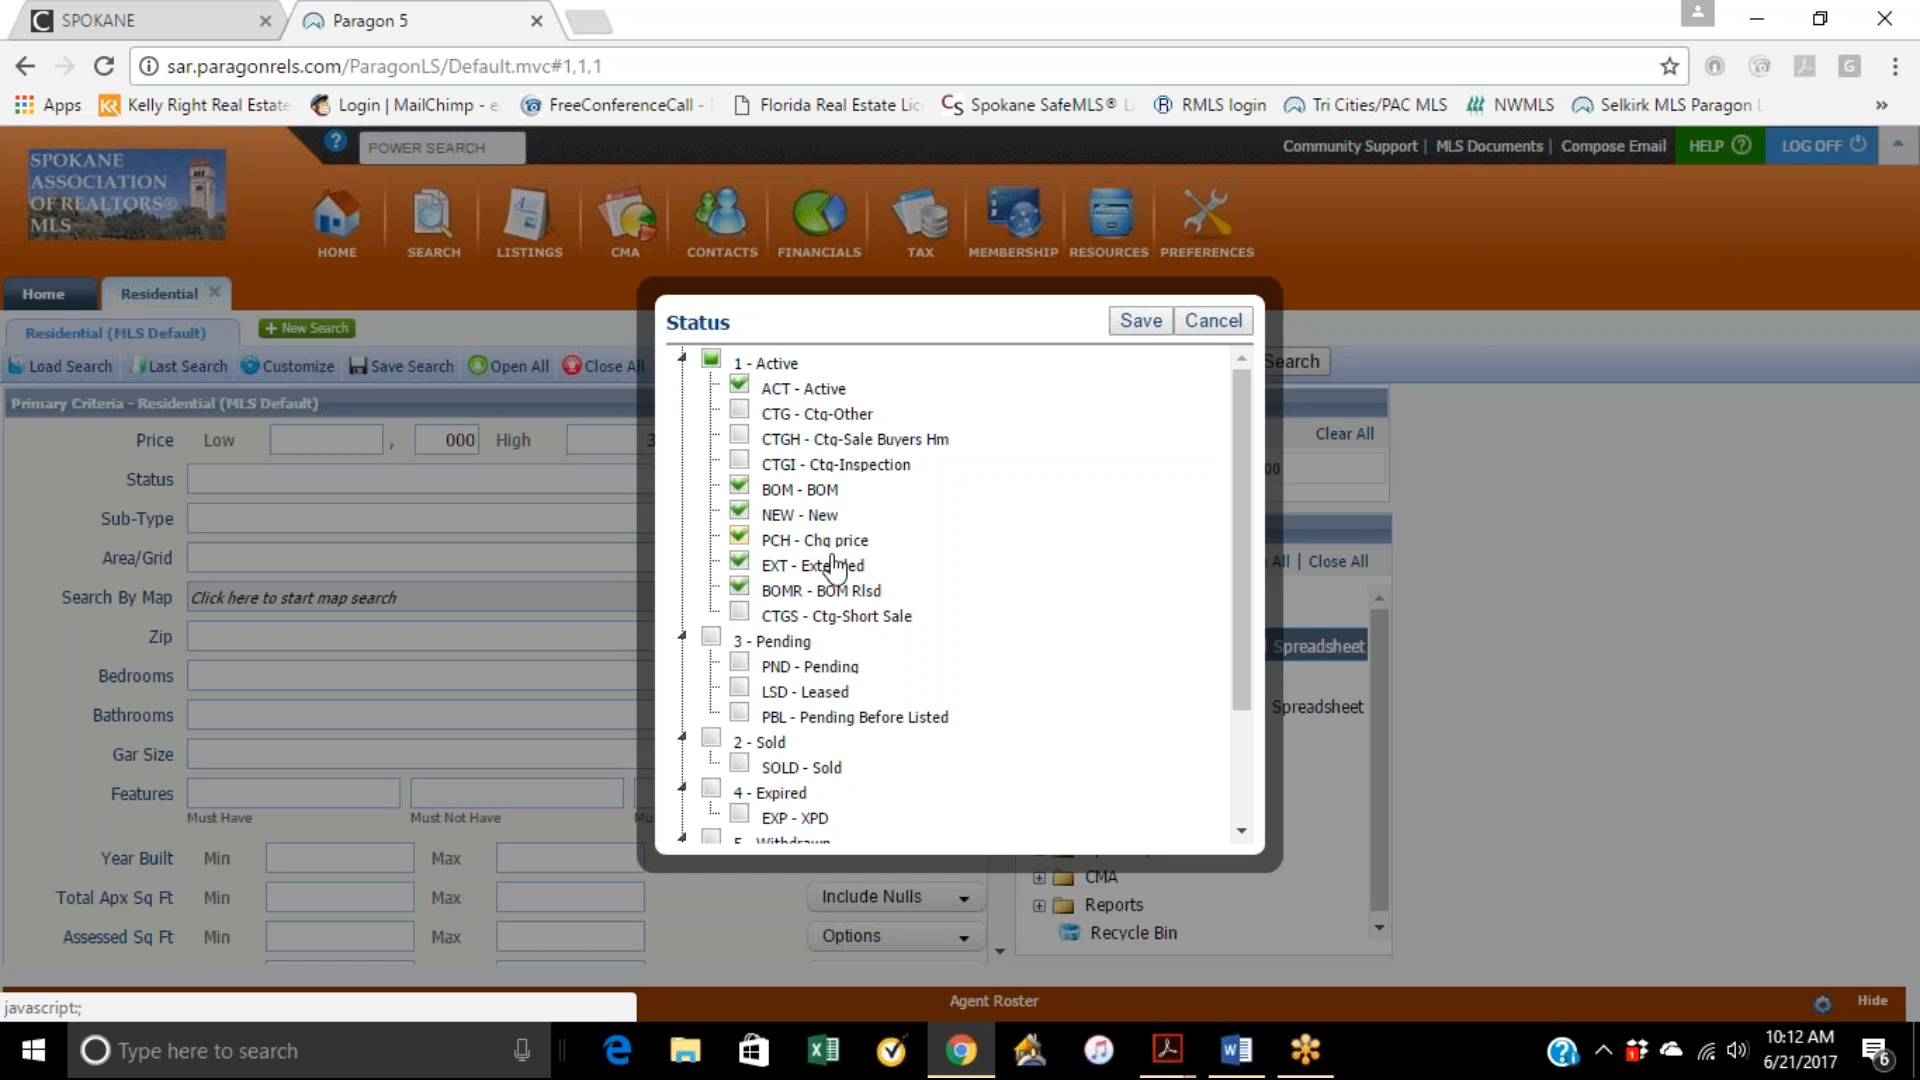 SPOKANE
Paragon 5
sar.paragonrels.com/ParagonLS/Default.mvc#1,1,1
Apps
Kelly Right Real Estate
Login | MailChimp - e
FreeConferenceCall -
Florida Real Estate Lic
Spokane SafeMLS® L
RMLS login
Tri Cities/PAC MLS
NWMLS
Selkirk MLS Paragon L
SPOKANE
ASSOCIATION
OF REALTORS®
MLS
POWER SEARCH
Community Support | MLS Documents | Compose Email
HELP ?
LOG OFF
HOME
SEARCH
LISTINGS
CMA
CONTACTS
FINANCIALS
TAX
MEMBERSHIP
RESOURCES
PREFERENCES
Home
Residential
Residential (MLS Default)
+ New Search
Load Search
Last Search
Customize
Save Search
Open All
Close All
Search
Primary Criteria - Residential (MLS Default)
Price Low , 000 High 3
Status
Sub-Type
Area/Grid
Search By Map Click here to start map search
Zip
Bedrooms
Bathrooms
Gar Size
Features
Must Have
Must Not Have
Mu
Year Built Min Max
Total Apx Sq Ft Min Max
Assessed Sq Ft Min Max
Include Nulls
Options
Status
Save
Cancel
1 - Active
ACT - Active
CTG - Ctg-Other
CTGH - Ctg-Sale Buyers Hm
CTGI - Ctg-Inspection
BOM - BOM
NEW - New
PCH - Chg price
EXT - Extended
BOMR - BOM Rlsd
CTGS - Ctg-Short Sale
3 - Pending
PND - Pending
LSD - Leased
PBL - Pending Before Listed
2 - Sold
SOLD - Sold
4 - Expired
EXP - XPD
5 - Withdrawn
Clear All
00
All | Close All
Spreadsheet
Spreadsheet
CMA
Reports
Recycle Bin
javascript:;
Agent Roster
Hide
Type here to search
10:12 AM
6/21/2017
6